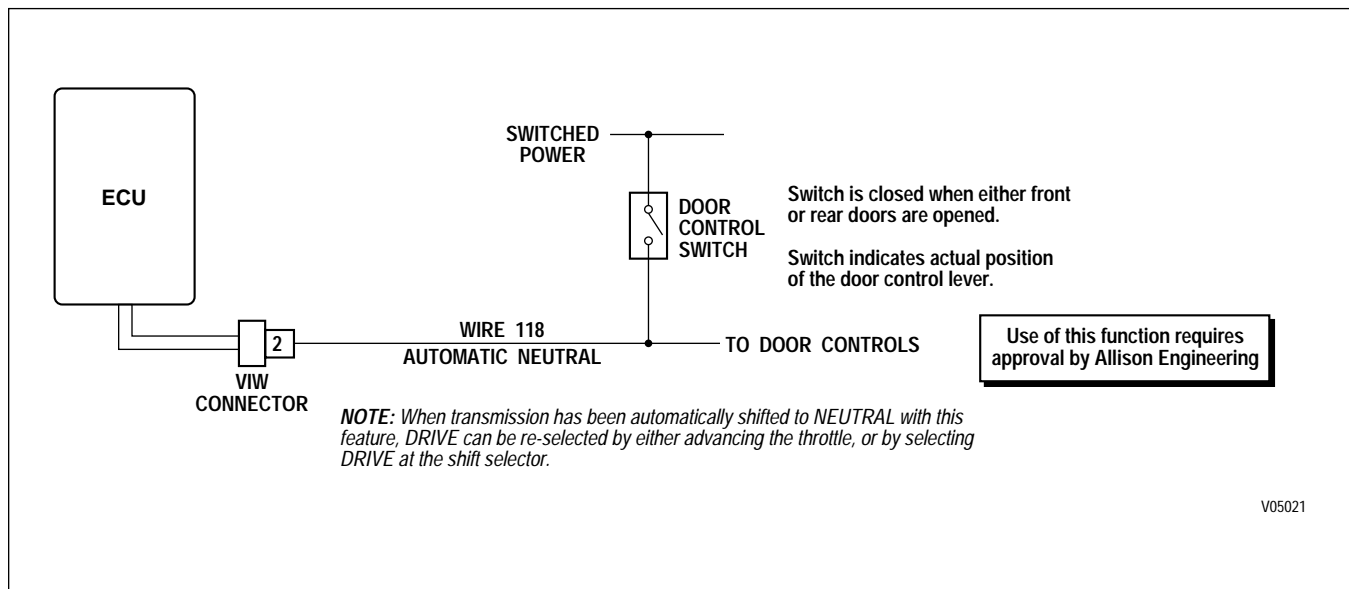 ECU
SWITCHED
POWER
DOOR
CONTROL
SWITCH
Switch is closed when either front
or rear doors are opened.
Switch indicates actual position
of the door control lever.
2
VIW
CONNECTOR
WIRE 118
AUTOMATIC NEUTRAL
TO DOOR CONTROLS
Use of this function requires
approval by Allison Engineering
NOTE: When transmission has been automatically shifted to NEUTRAL with this
feature, DRIVE can be re-selected by either advancing the throttle, or by selecting
DRIVE at the shift selector.
V05021